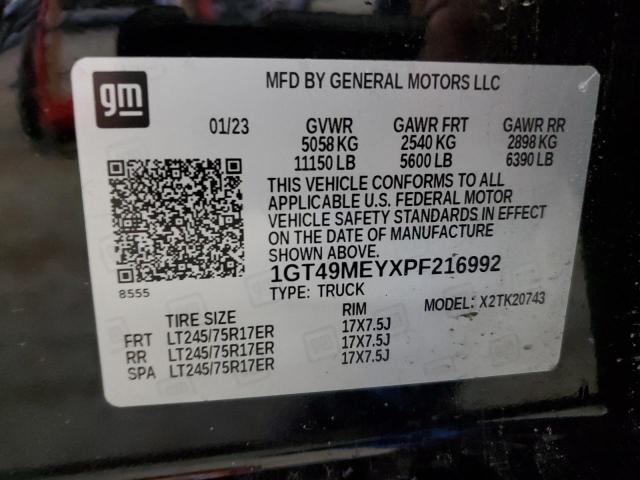 gm
MFD BY GENERAL MOTORS LLC
01/23 GVWR GAWR FRT GAWR RR
5058 KG 2540 KG 2898 KG
11150 LB 5600 LB 6390 LB
THIS VEHICLE CONFORMS TO ALL
APPLICABLE U.S. FEDERAL MOTOR
VEHICLE SAFETY STANDARDS IN EFFECT
ON THE DATE OF MANUFACTURE
SHOWN ABOVE.
8555
1GT49MEYXPF216992
TYPE: TRUCK MODEL: X2TK20743
TIRE SIZE RIM
FRT LT245/75R17ER 17X7.5J
RR LT245/75R17ER 17X7.5J
SPA LT245/75R17ER 17X7.5J